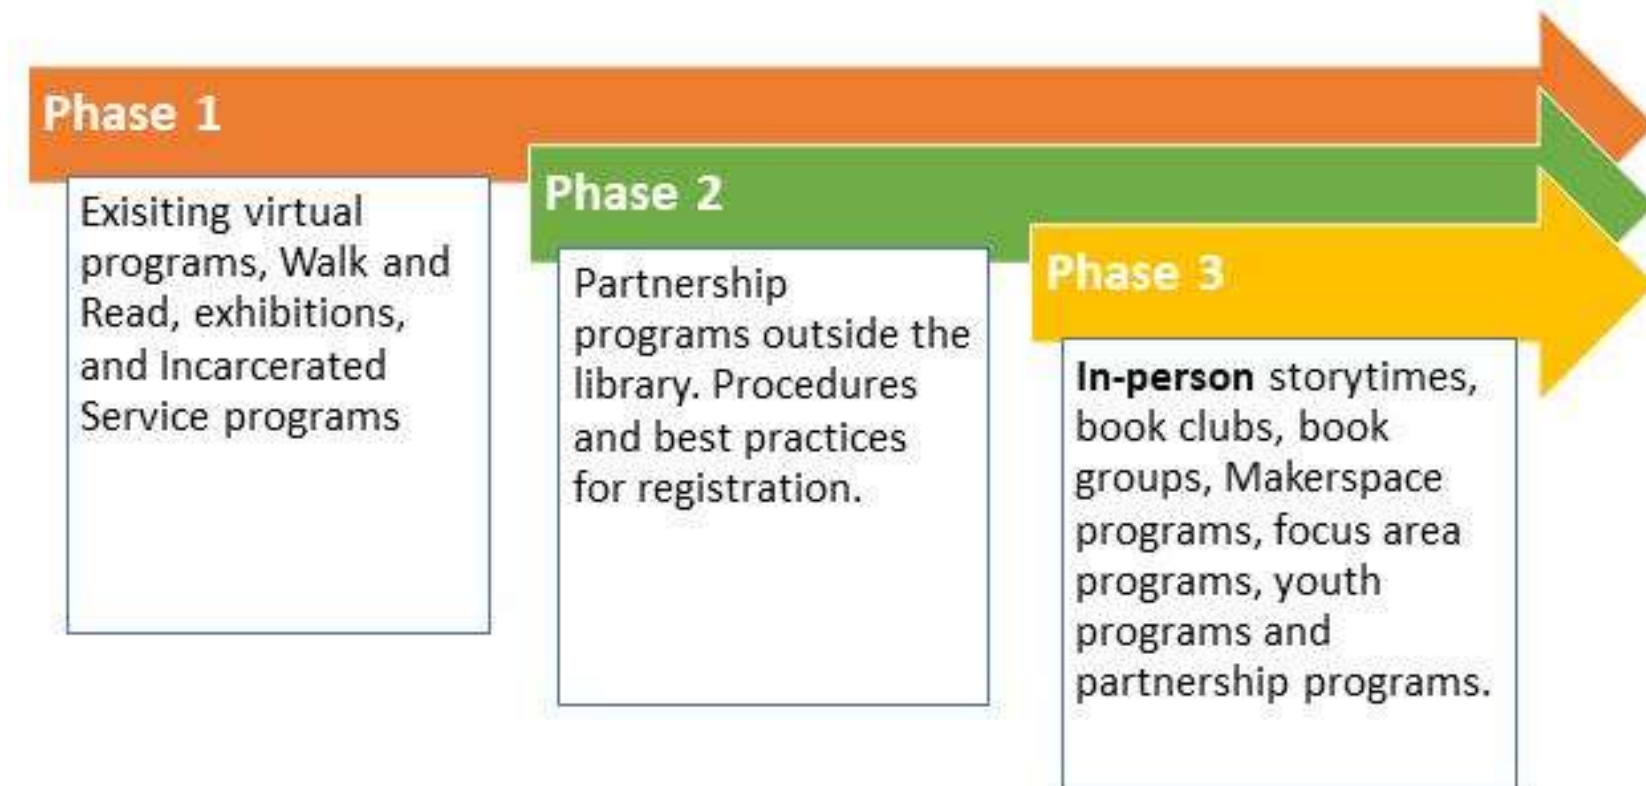 Phase 1
Exisiting virtual
programs, Walk and
Read, exhibitions,
and Incarcerated
Service programs
Phase 2
Partnership
programs outside the
library. Procedures
and best practices
for registration.
Phase 3
In-person storytimes,
book clubs, book
groups, Makerspace
programs, focus area
programs, youth
programs and
partnership programs.